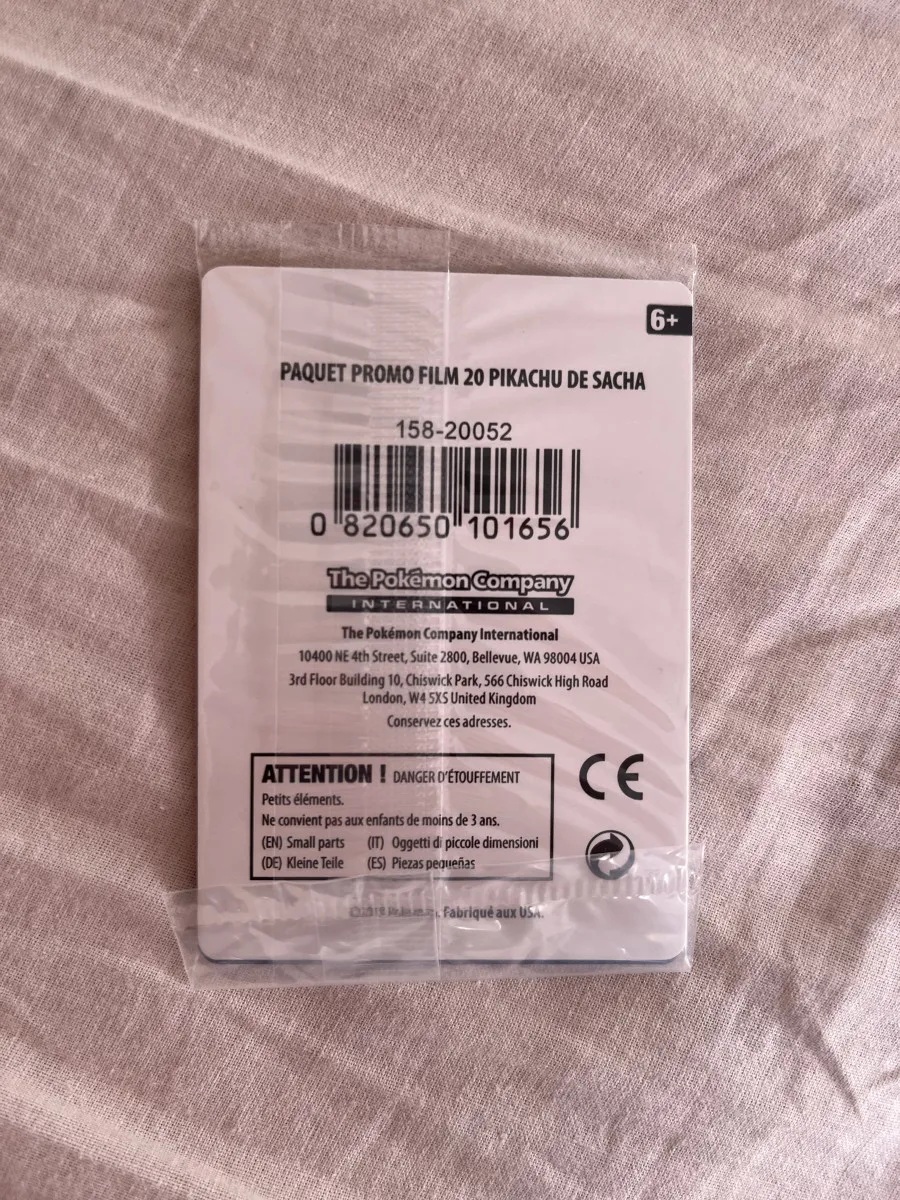 6+
PAQUET PROMO FILM 20 PIKACHU DE SACHA
158-20052
0 820650 101656
The Pokémon Company
INTERNATIONAL
The Pokémon Company International
10400 NE 4th Street, Suite 2800, Bellevue, WA 98004 USA
3rd Floor Building 10, Chiswick Park, 566 Chiswick High Road
London, W4 5XS United Kingdom
Conservez ces adresses.
ATTENTION ! DANGER D'ÉTOUFFEMENT
Petits éléments.
Ne convient pas aux enfants de moins de 3 ans.
(EN) Small parts (IT) Oggetti di piccole dimensioni
(DE) Kleine Teile (ES) Piezas pequeñas
CE
Fabriqué aux USA.